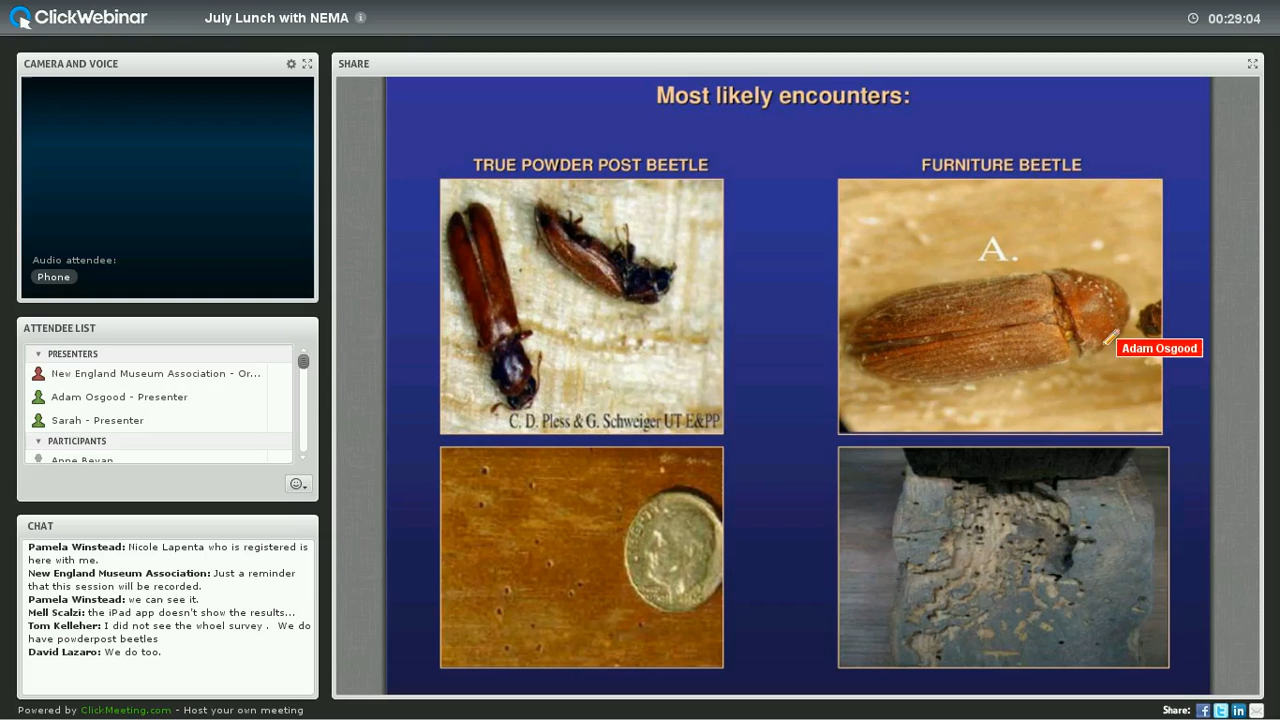 ClickWebinar
July Lunch with NEMA
00:29:04
CAMERA AND VOICE
Audio attendee:
Phone
ATTENDEE LIST
PRESENTERS
New England Museum Association - Or...
Adam Osgood - Presenter
Sarah - Presenter
PARTICIPANTS
Anne Bevan
CHAT
Pamela Winstead: Nicole Lapenta who is registered is
here with me.
New England Museum Association: Just a reminder
that this session will be recorded.
Pamela Winstead: we can see it.
Mell Scalzi: the iPad app doesn't show the results...
Tom Kelleher: I did not see the whoel survey . We do
have powderpost beetles
David Lazaro: We do too.
SHARE
Most likely encounters:
TRUE POWDER POST BEETLE
FURNITURE BEETLE
A.
Adam Osgood
C. D. Pless & G. Schweiger UT E&PP
Powered by ClickMeeting.com - Host your own meeting
Share: